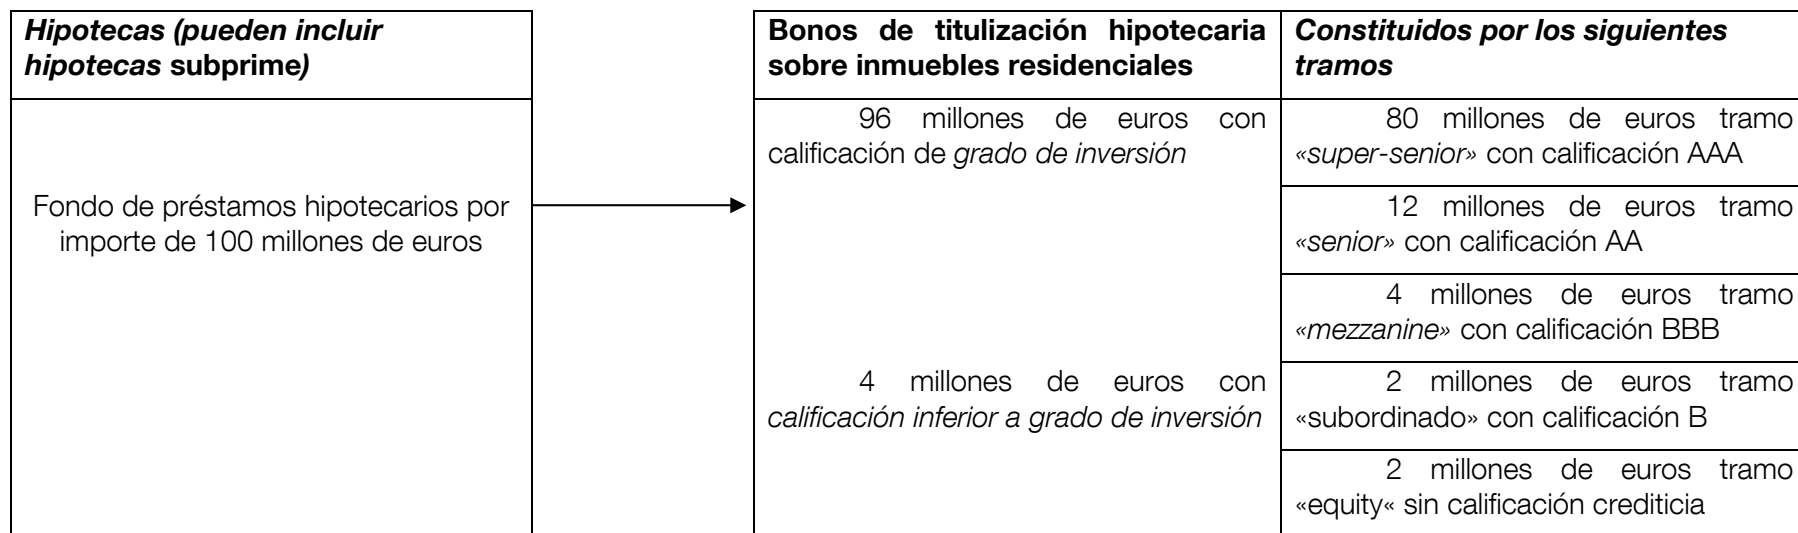 Hipotecas (pueden incluir
hipotecas subprime)
Fondo de préstamos hipotecarios por
importe de 100 millones de euros
Bonos de titulización hipotecaria
sobre inmuebles residenciales
96 millones de euros con
calificación de grado de inversión
4 millones de euros con
calificación inferior a grado de inversión
Constituidos por los siguientes
tramos
80 millones de euros tramo
«super-senior» con calificación AAA
12 millones de euros tramo
«senior» con calificación AA
4 millones de euros tramo
«mezzanine» con calificación BBB
2 millones de euros tramo
«subordinado» con calificación B
2 millones de euros tramo
«equity« sin calificación crediticia